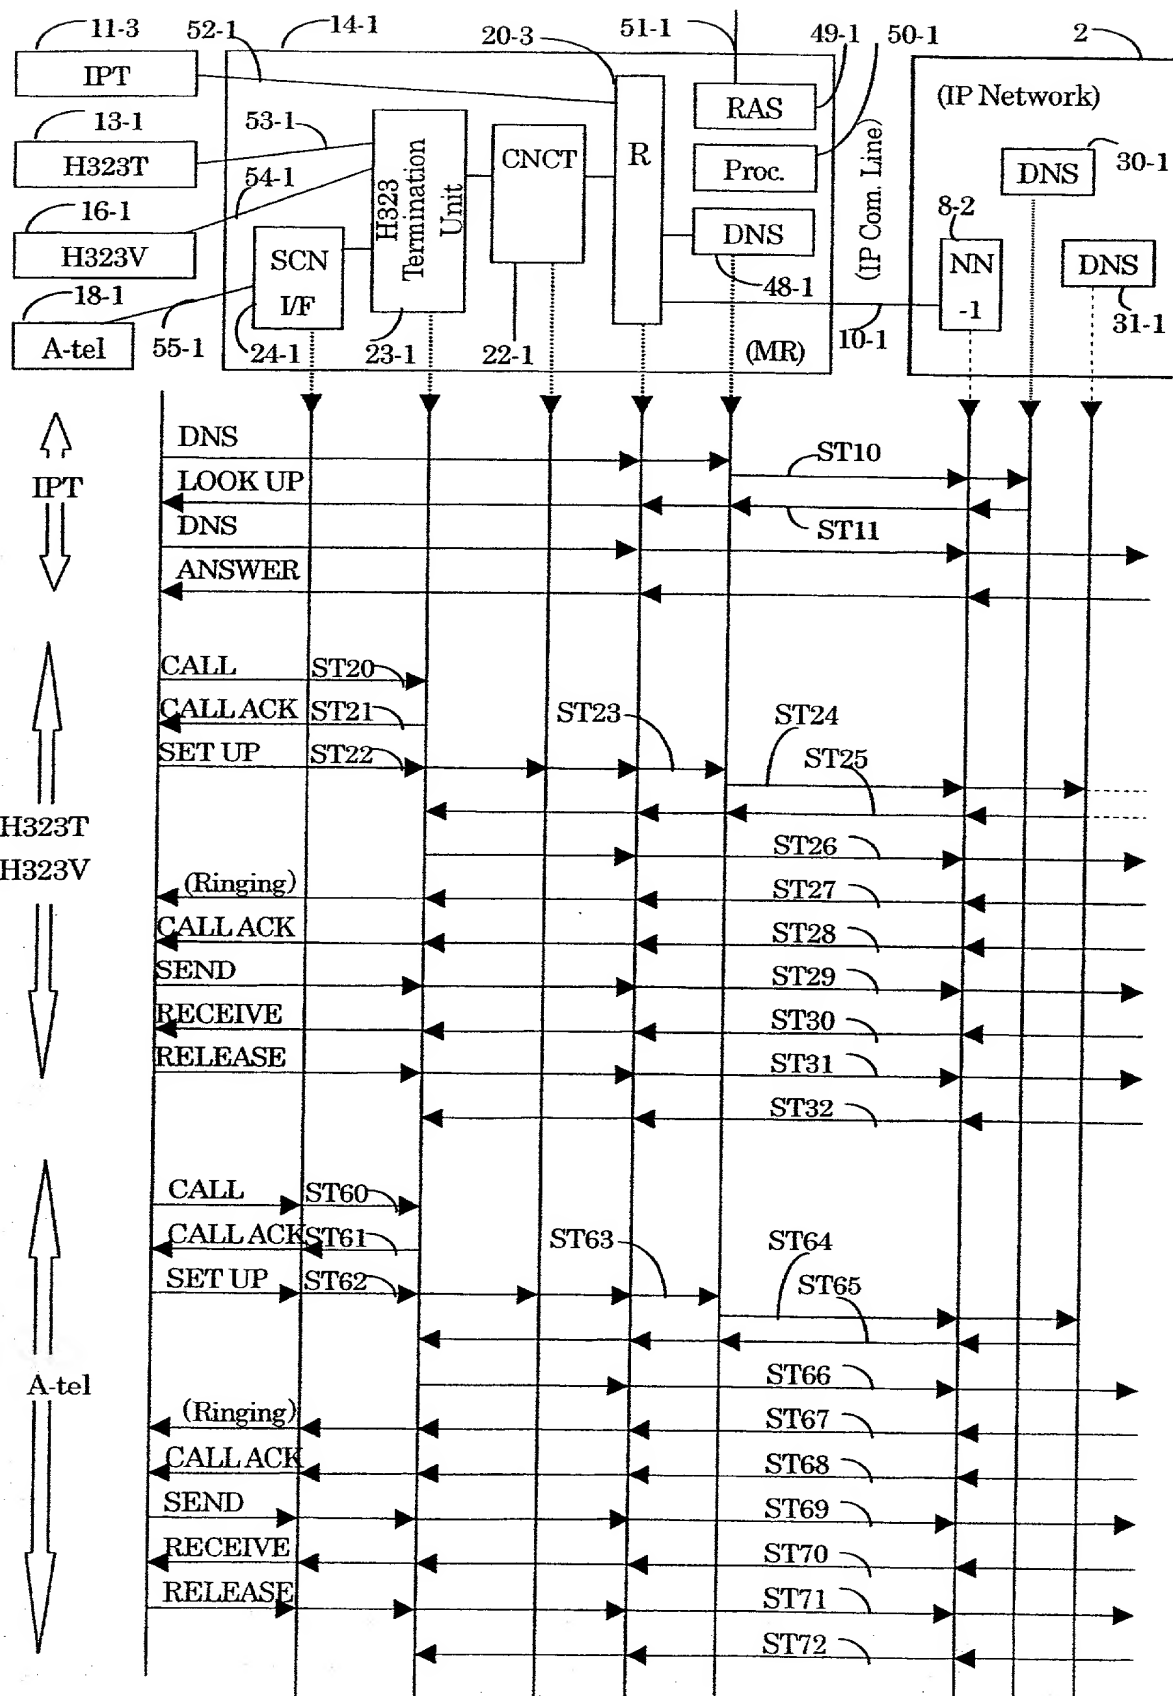 11-3
52-1
14-1
20-3
51-1
49-1
50-1
2
IPT
RAS
(IP Network)
13-1
53-1
H323T
CNCT
R
Proc.
(IP Com. Line)
30-1
DNS
54-1
16-1
H323
Termination
Unit
H323V
SCN
I/F
DNS
8-2
NN
-1
DNS
18-1
48-1
A-tel
55-1
24-1
23-1
22-1
(MR)
10-1
31-1
IPT
DNS
ST10
LOOK UP
ST11
DNS
ANSWER
H323T
H323V
CALL
ST20
CALL ACK
ST21
ST23
ST24
SET UP
ST22
ST25
ST26
(Ringing)
ST27
CALL ACK
ST28
SEND
ST29
RECEIVE
ST30
RELEASE
ST31
ST32
A-tel
CALL
ST60
CALL ACK
ST61
ST63
ST64
SET UP
ST62
ST65
ST66
(Ringing)
ST67
CALL ACK
ST68
SEND
ST69
RECEIVE
ST70
RELEASE
ST71
ST72